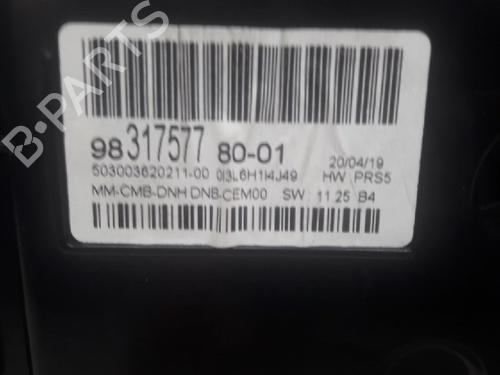 98 317577 80-01
20/04/19
503003620211-00 0I3L6H1I4J49 HW PRS5
MM-CMB-DNH DNB-CEM00 SW: 11.25 B4
B-PARTS